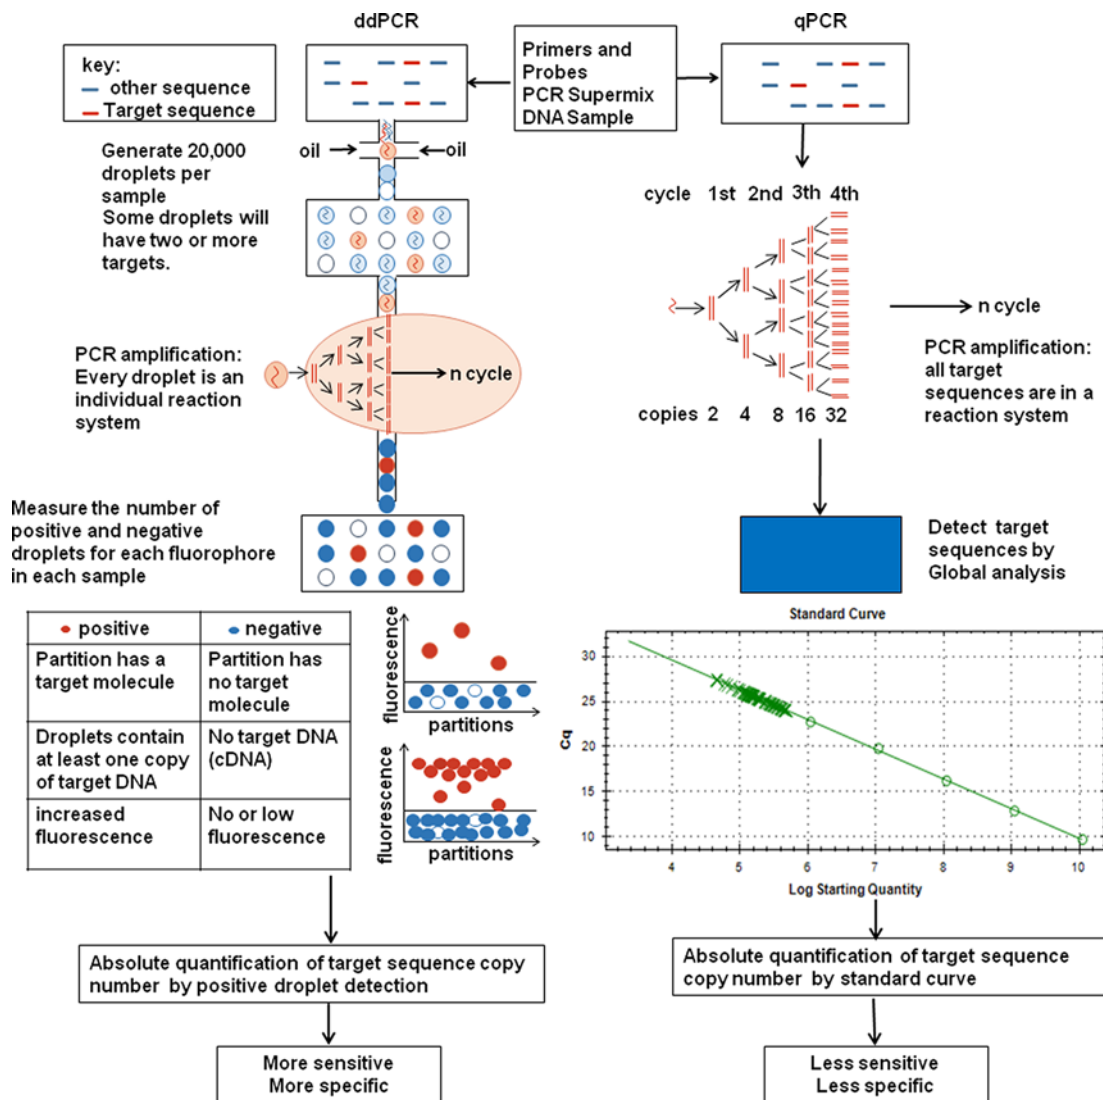 ddPCR
qPCR
key:
other sequence
Target sequence
Primers and
Probes
PCR Supermix
DNA Sample
Generate 20,000
droplets per
sample
Some droplets will
have two or more
targets.
oil
oil
cycle 1st 2nd 3th 4th
n cycle
copies 2 4 8 16 32
PCR amplification:
all target
sequences are in a
reaction system
PCR amplification:
Every droplet is an
individual reaction
system
n cycle
Measure the number of
positive and negative
droplets for each fluorophore
in each sample
Detect target
sequences by
Global analysis
positive
negative
Partition has a
target molecule
Partition has
no target
molecule
Droplets contain
at least one copy
of target DNA
No target DNA
(cDNA)
increased
fluorescence
No or low
fluorescence
fluorescence
partitions
fluorescence
partitions
Standard Curve
Cq
30
25
20
15
10
4 5 6 7 8 9 10
Log Starting Quantity
Absolute quantification of target sequence copy
number by positive droplet detection
More sensitive
More specific
Absolute quantification of target sequence
copy number by standard curve
Less sensitive
Less specific